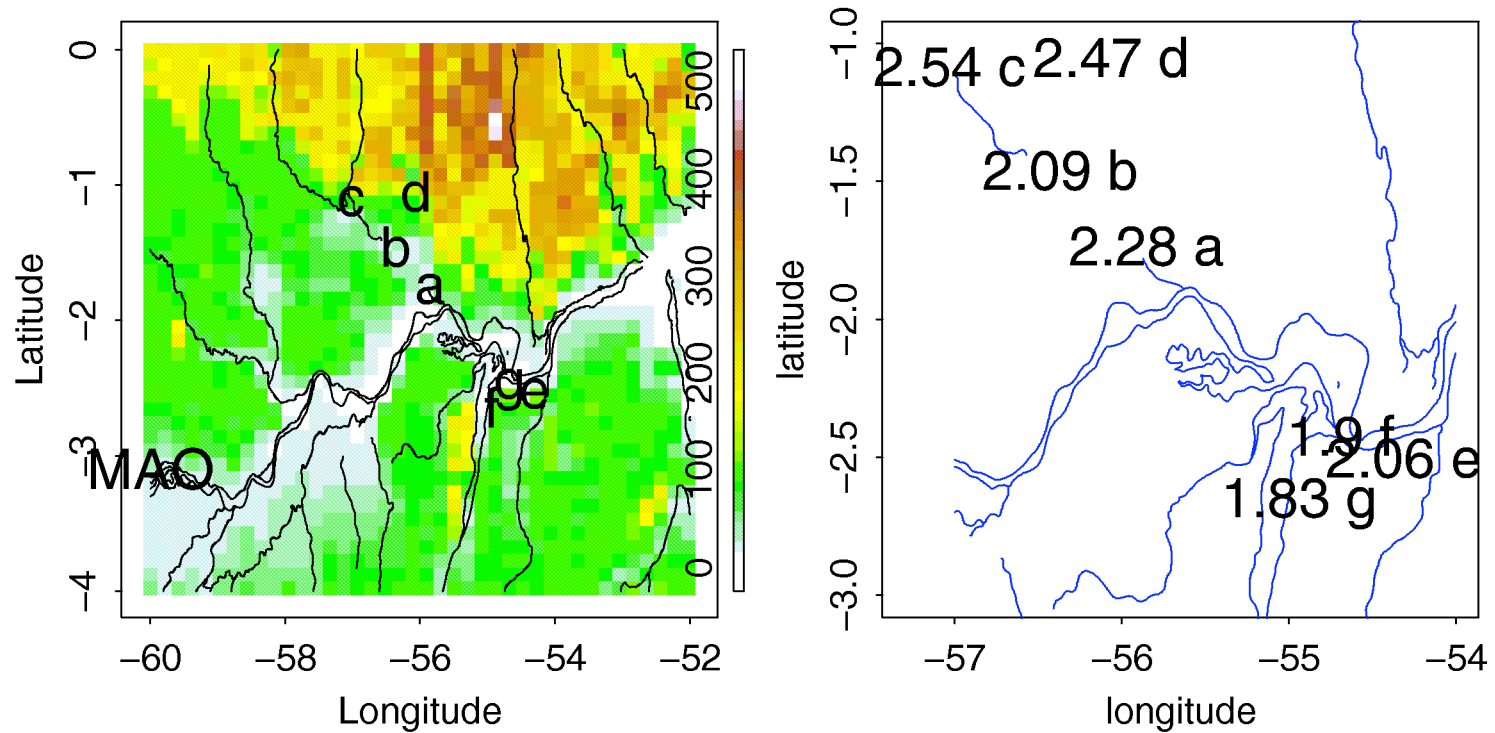 0
−1
−2
−3
−4
Latitude
c
d
b
a
g
e
f
MAO
−60
−58
−56
−54
−52
Longitude
500
400
300
200
100
0
−1.0
−1.5
−2.0
−2.5
−3.0
latitude
2.54 c
2.47 d
2.09 b
2.28 a
1.9 f
2.06 e
1.83 g
−57
−56
−55
−54
longitude